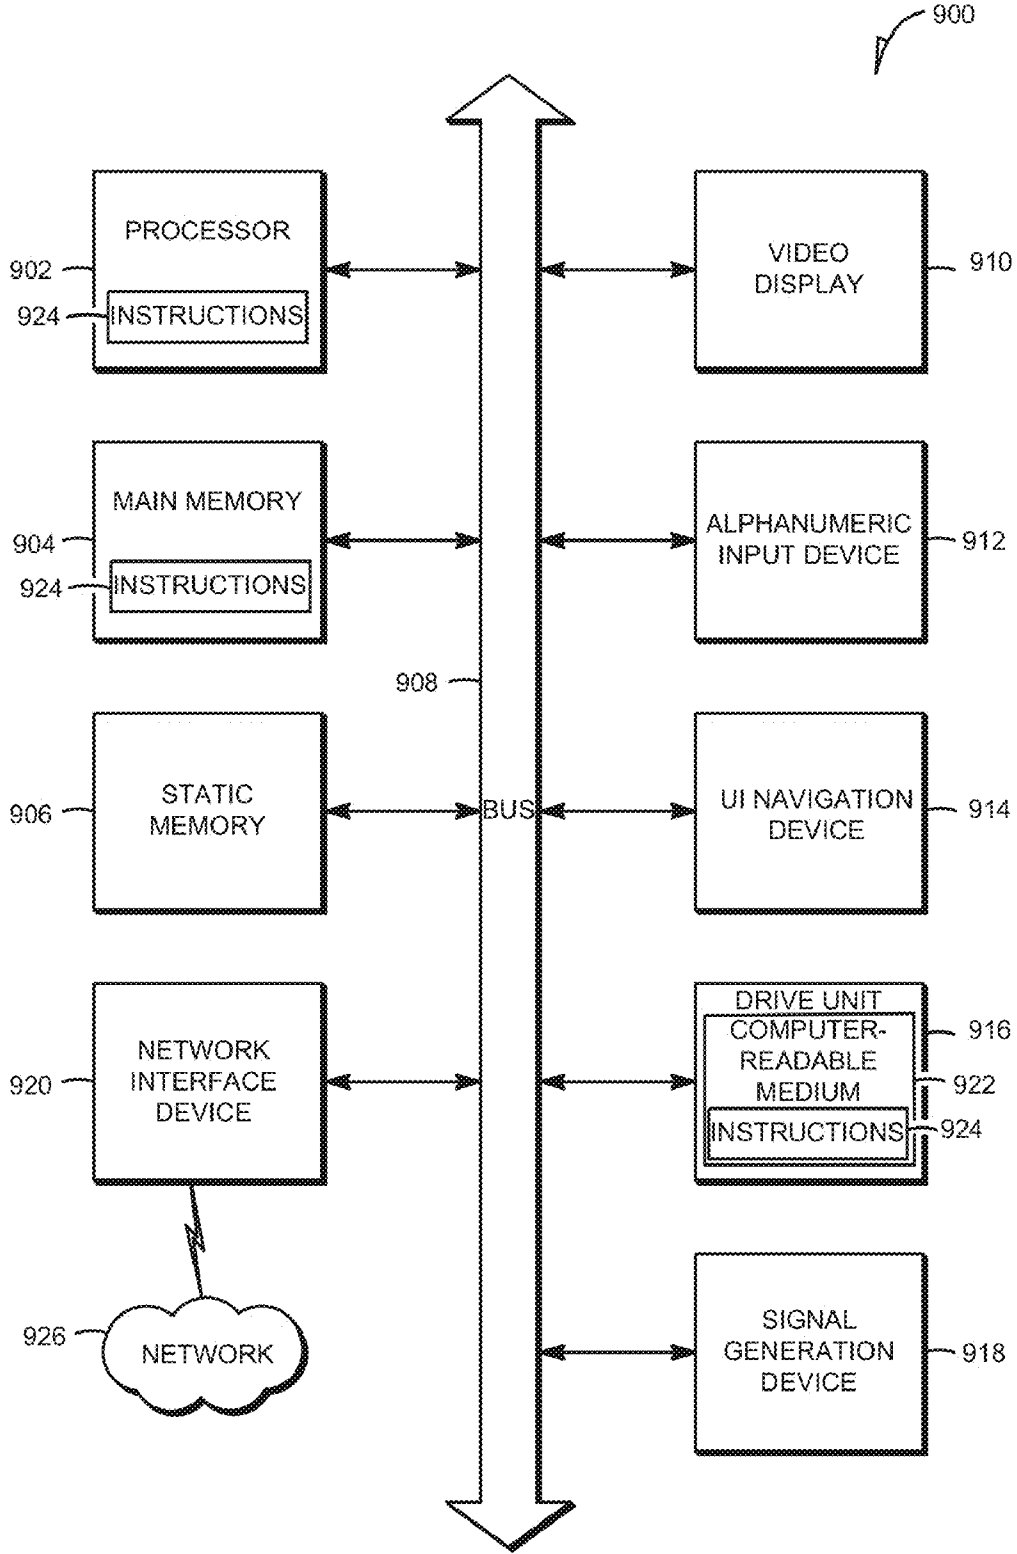 900
PROCESSOR
902
924
INSTRUCTIONS
VIDEO
DISPLAY
910
MAIN MEMORY
904
924
INSTRUCTIONS
ALPHANUMERIC
INPUT DEVICE
912
908
STATIC
MEMORY
906
BUS
UI NAVIGATION
DEVICE
914
NETWORK
INTERFACE
DEVICE
920
DRIVE UNIT
916
COMPUTER-
READABLE
MEDIUM
922
INSTRUCTIONS
924
926
NETWORK
SIGNAL
GENERATION
DEVICE
918